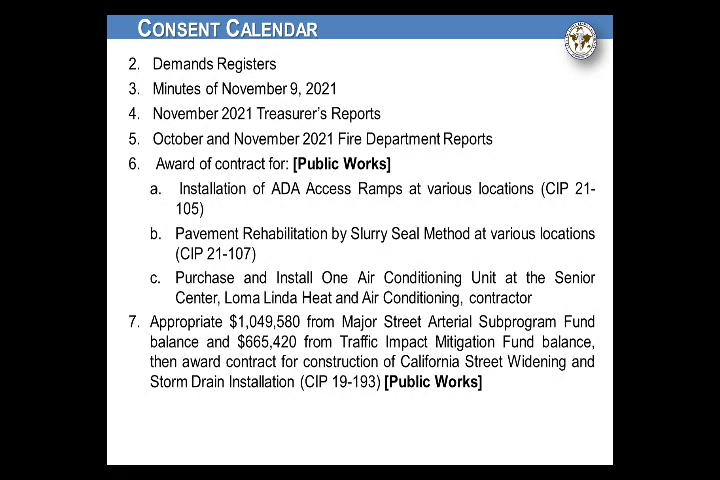 CONSENT CALENDAR
2. Demands Registers
3. Minutes of November 9, 2021
4. November 2021 Treasurer's Reports
5. October and November 2021 Fire Department Reports
6. Award of contract for: [Public Works]
a. Installation of ADA Access Ramps at various locations (CIP 21-
105)
b. Pavement Rehabilitation by Slurry Seal Method at various locations
(CIP 21-107)
c. Purchase and Install One Air Conditioning Unit at the Senior
Center, Loma Linda Heat and Air Conditioning, contractor
7. Appropriate $1,049,580 from Major Street Arterial Subprogram Fund
balance and $665,420 from Traffic Impact Mitigation Fund balance,
then award contract for construction of California Street Widening and
Storm Drain Installation (CIP 19-193) [Public Works]